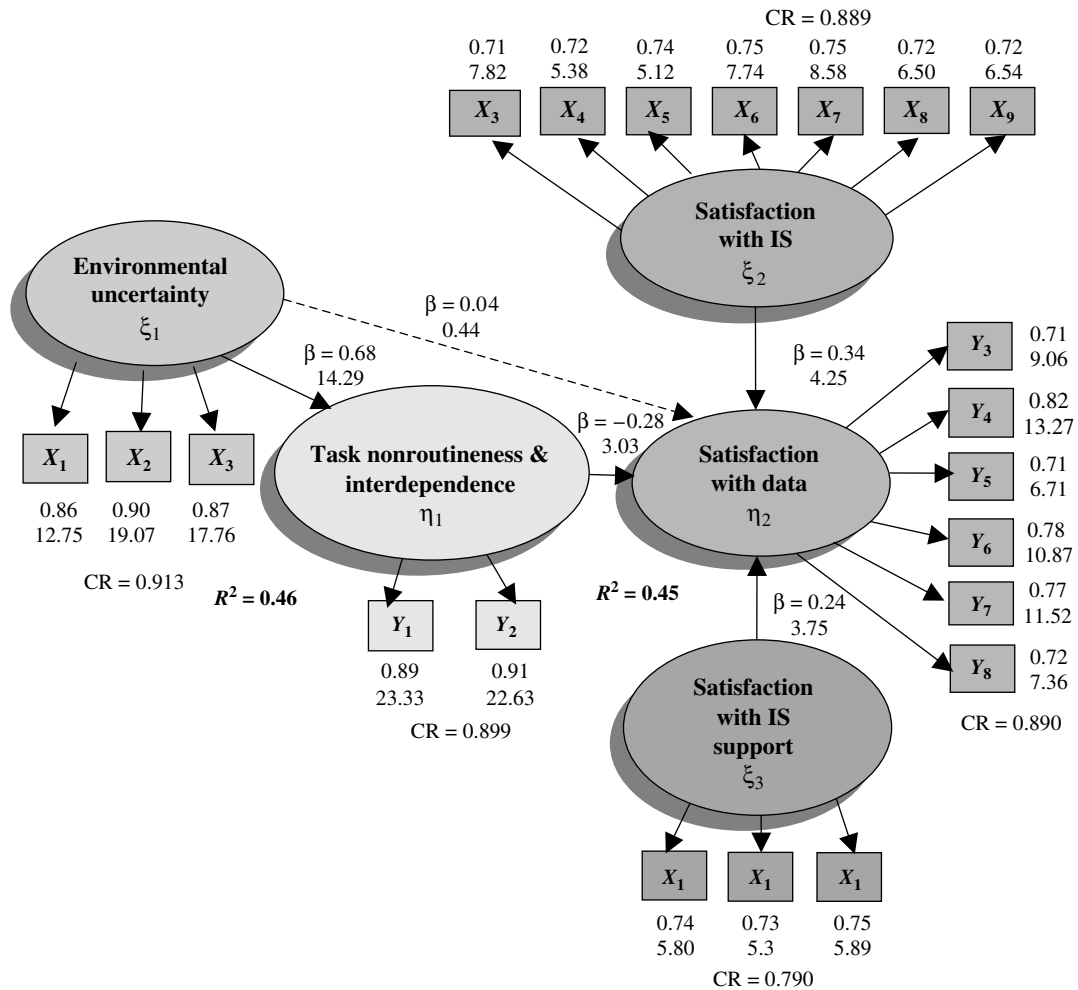 CR = 0.889
0.71 0.72 0.74 0.75 0.75 0.72 0.72
7.82 5.38 5.12 7.74 8.58 6.50 6.54
X3 X4 X5 X6 X7 X8 X9
Satisfaction
with IS
ξ2
Environmental
uncertainty
ξ1
β = 0.04
0.44
β = 0.68
14.29
β = 0.34
4.25
X1 X2 X3
0.86 0.90 0.87
12.75 19.07 17.76
CR = 0.913
R² = 0.46
Task nonroutineness &
interdependence
η1
β = −0.28
3.03
Y1 Y2
0.89 0.91
23.33 22.63
CR = 0.899
Satisfaction
with data
η2
R² = 0.45
Y3 0.71
9.06
Y4 0.82
13.27
Y5 0.71
6.71
Y6 0.78
10.87
Y7 0.77
11.52
Y8 0.72
7.36
CR = 0.890
β = 0.24
3.75
Satisfaction
with IS
support
ξ3
X1 X1 X1
0.74 0.73 0.75
5.80 5.3 5.89
CR = 0.790